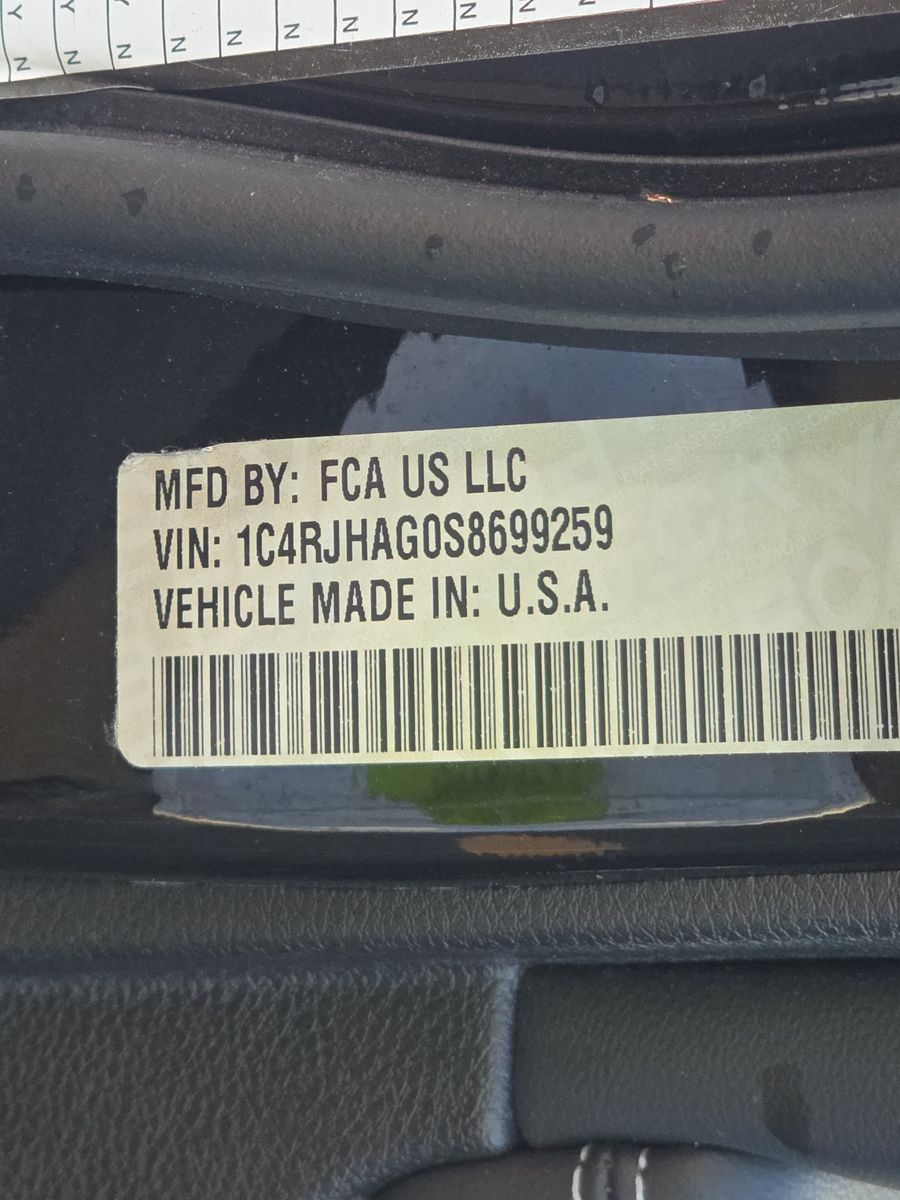 Y Y Y N N N N N N N N
N N N
MFD BY: FCA US LLC
VIN: 1C4RJHAG0S8699259
VEHICLE MADE IN: U.S.A.